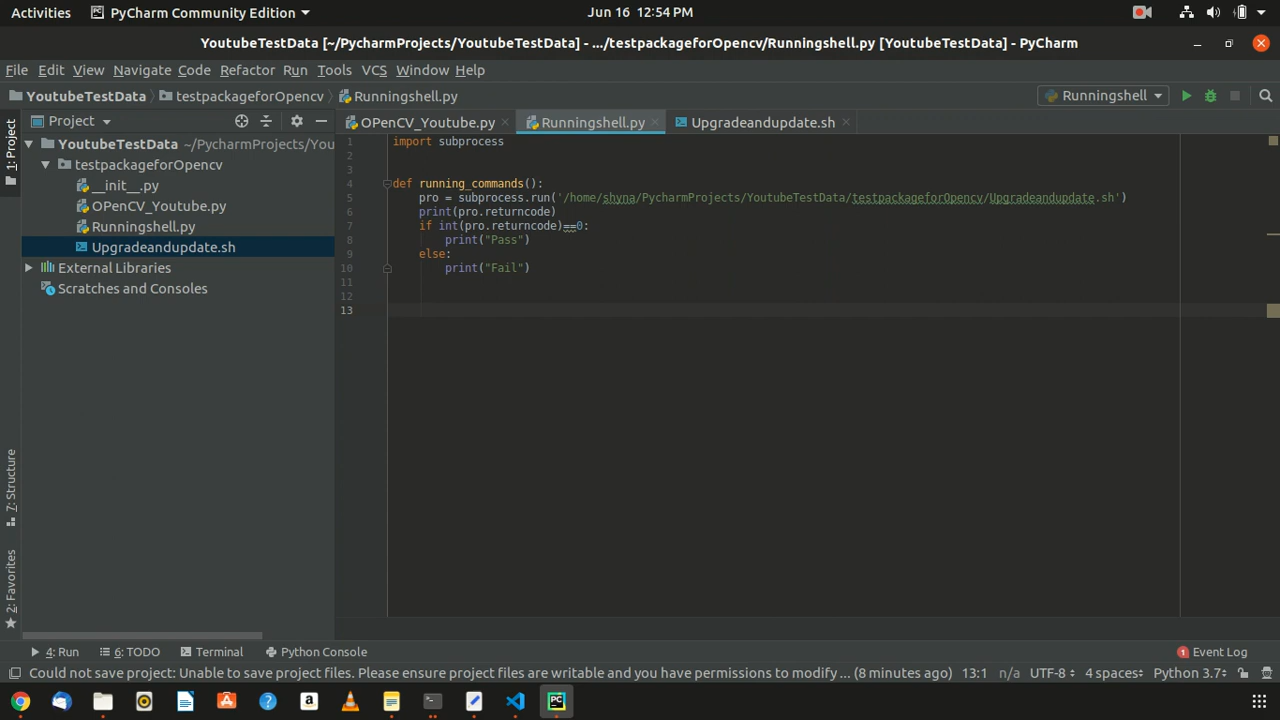 Activities PyCharm Community Edition Jun 16 12:54 PM
YoutubeTestData [~/PycharmProjects/YoutubeTestData] - .../testpackageforOpencv/Runningshell.py [YoutubeTestData] - PyCharm
File Edit View Navigate Code Refactor Run Tools VCS Window Help
YoutubeTestData testpackageforOpencv Runningshell.py Runningshell
1: Project
Project
OPenCV_Youtube.py Runningshell.py Upgradeandupdate.sh
YoutubeTestData ~/PycharmProjects/You
testpackageforOpencv
__init__.py
OPenCV_Youtube.py
Runningshell.py
Upgradeandupdate.sh
External Libraries
Scratches and Consoles
1 import subprocess
2
3
4 def running_commands():
5 pro = subprocess.run('/home/shyna/PycharmProjects/YoutubeTestData/testpackageforOpencv/Upgradeandupdate.sh')
6 print(pro.returncode)
7 if int(pro.returncode)==0:
8 print("Pass")
9 else:
10 print("Fail")
11
12
13
7: Structure
2: Favorites
4: Run 6: TODO Terminal Python Console 1 Event Log
Could not save project: Unable to save project files. Please ensure project files are writable and you have permissions to modify ... (8 minutes ago) 13:1 n/a UTF-8 4 spaces Python 3.7